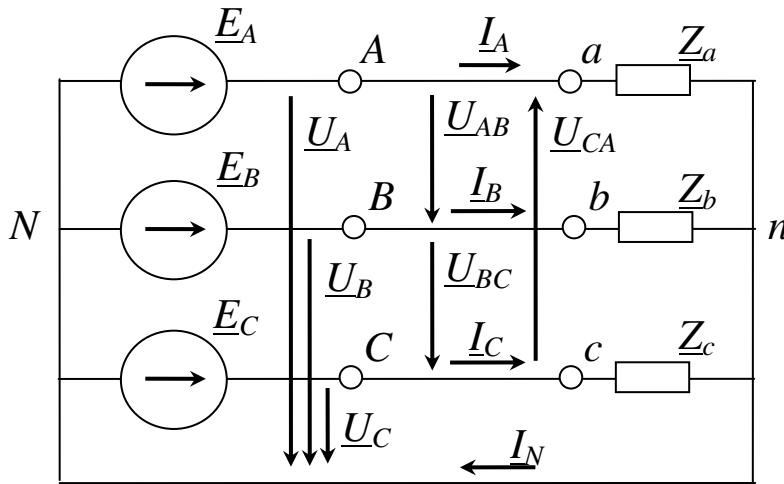 E_A A I_A a Z_a
U_A U_AB U_CA
E_B B I_B b Z_b
N n
U_B U_BC
E_C C I_C c Z_c
U_C I_N